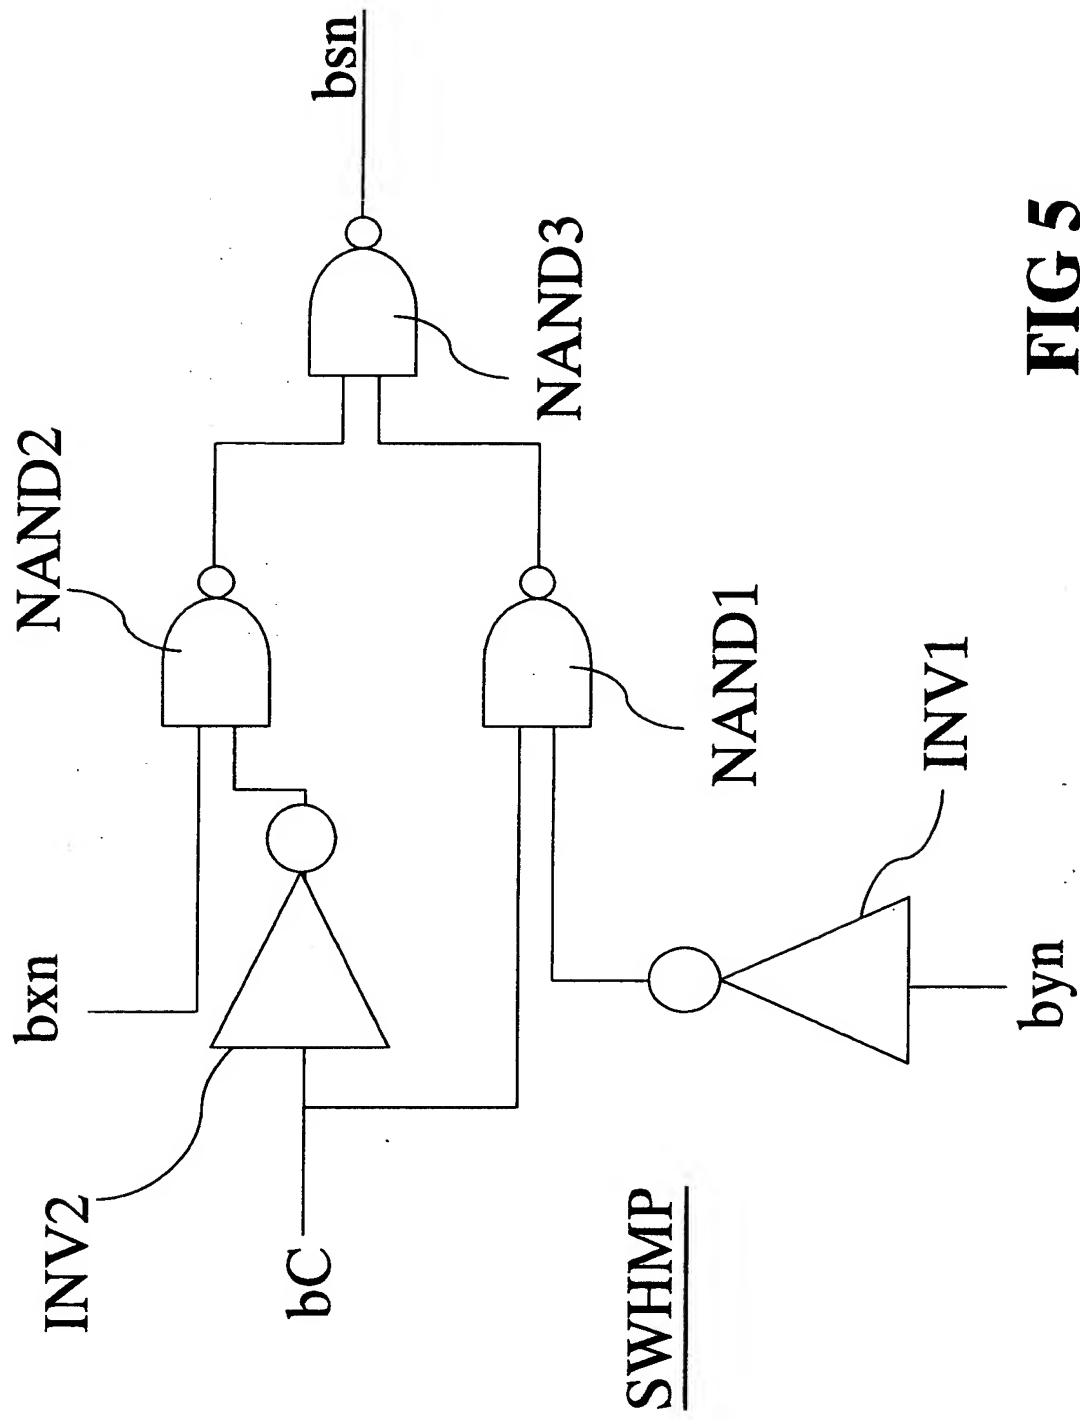 INV2
bxn
NAND2
bC
bsn
NAND3
SWHMP
NAND1
INV1
byn
FIG 5